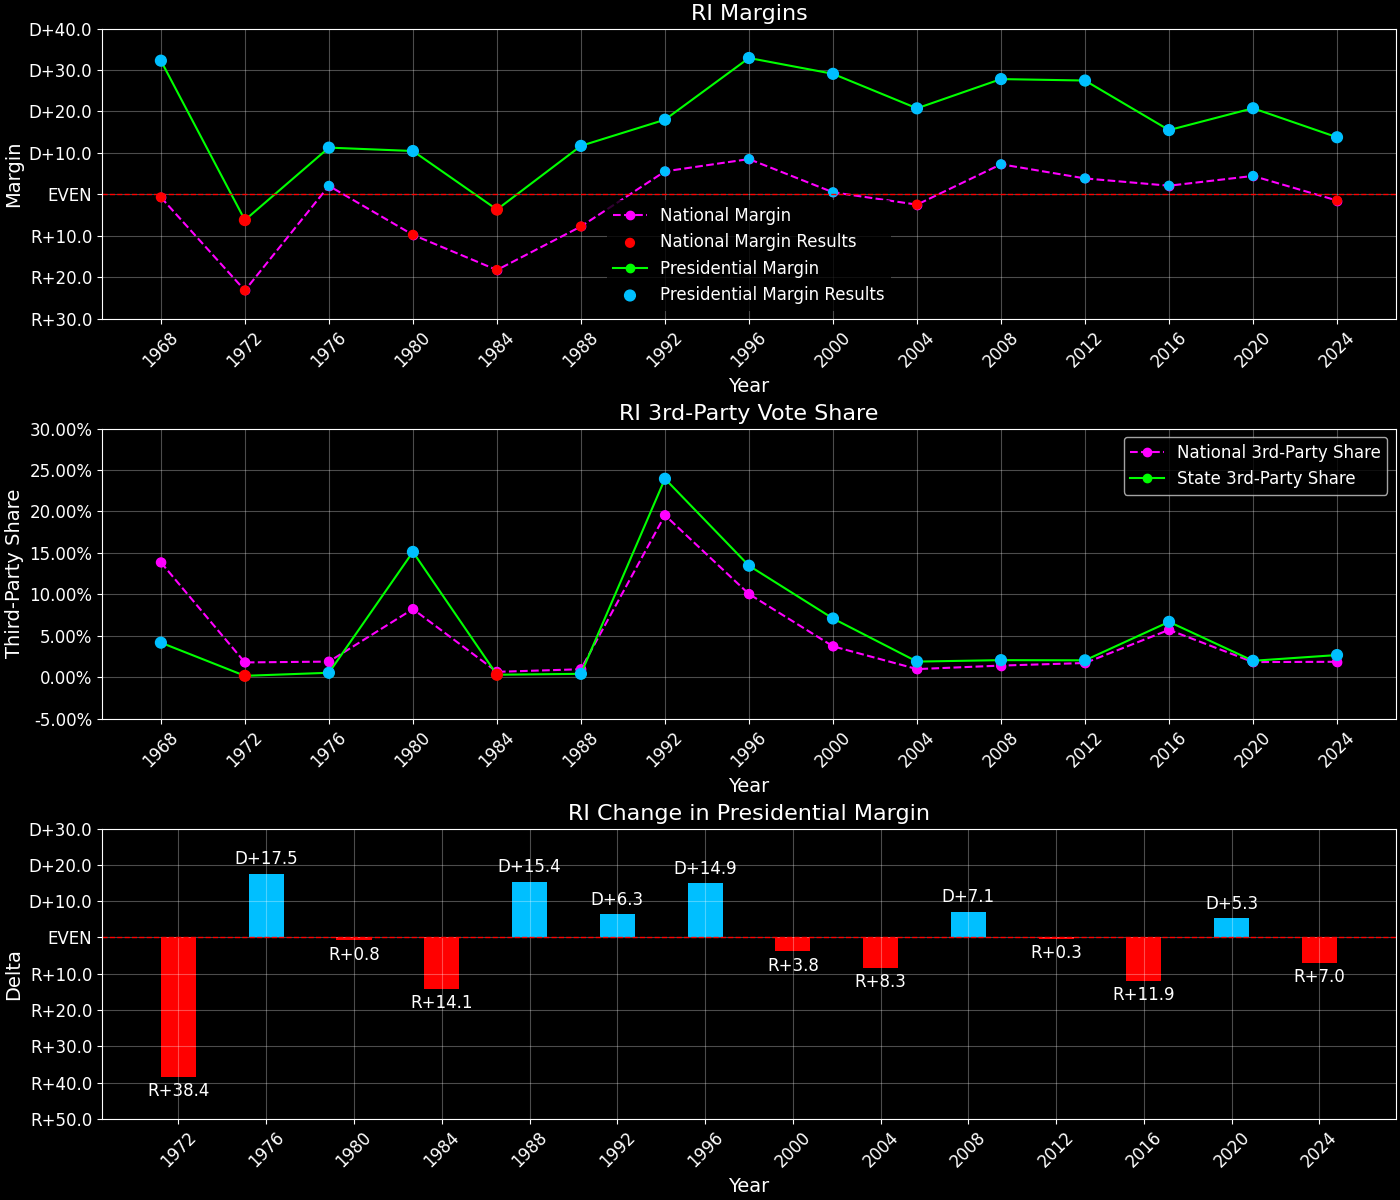 RI Margins
D+40.0
D+30.0
D+20.0
D+10.0
EVEN
R+10.0
R+20.0
R+30.0
Margin
National Margin
National Margin Results
Presidential Margin
Presidential Margin Results
1968 1972 1976 1980 1984 1988 1992 1996 2000 2004 2008 2012 2016 2020 2024
Year
RI 3rd-Party Vote Share
30.00%
25.00%
20.00%
15.00%
10.00%
5.00%
0.00%
-5.00%
Third-Party Share
National 3rd-Party Share
State 3rd-Party Share
1968 1972 1976 1980 1984 1988 1992 1996 2000 2004 2008 2012 2016 2020 2024
Year
RI Change in Presidential Margin
D+30.0
D+20.0
D+10.0
EVEN
R+10.0
R+20.0
R+30.0
R+40.0
R+50.0
Delta
R+38.4
D+17.5
R+0.8
R+14.1
D+15.4
D+6.3
D+14.9
R+3.8
R+8.3
D+7.1
R+0.3
R+11.9
D+5.3
R+7.0
1972 1976 1980 1984 1988 1992 1996 2000 2004 2008 2012 2016 2020 2024
Year